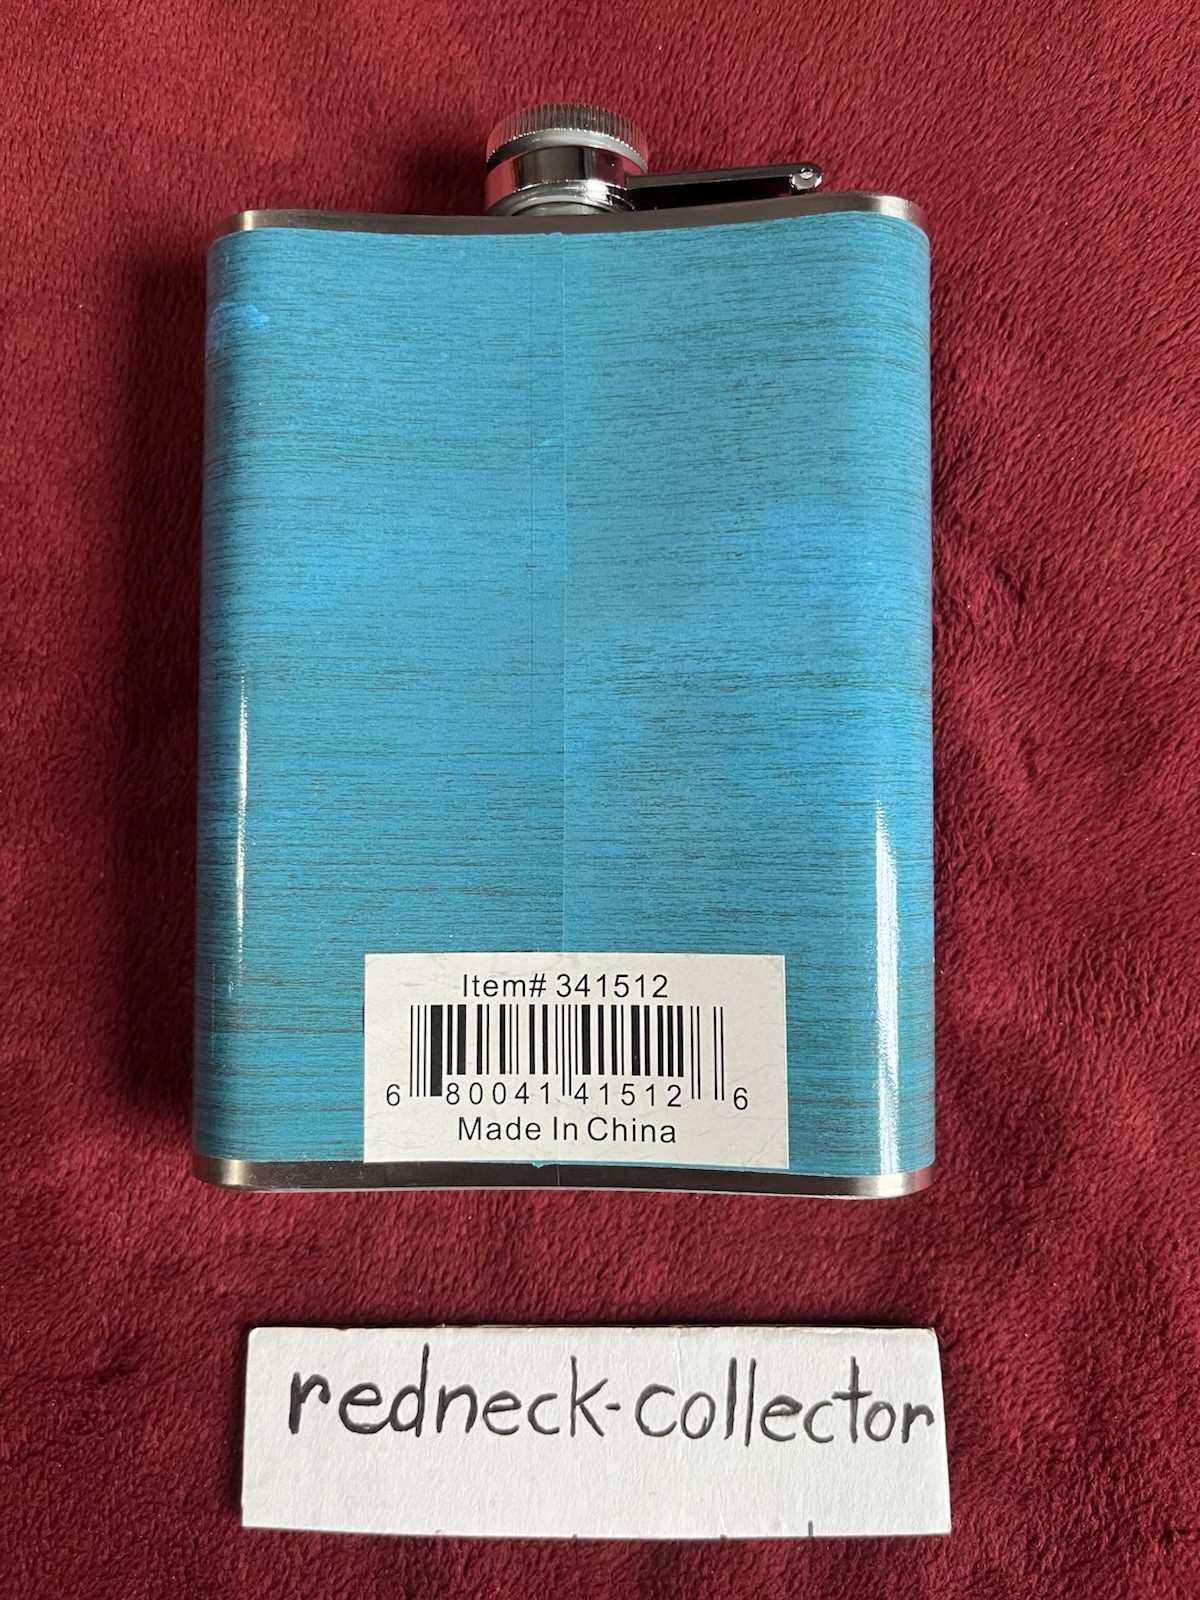 Item# 341512
6 80041 41512 6
Made In China
redneck-collector